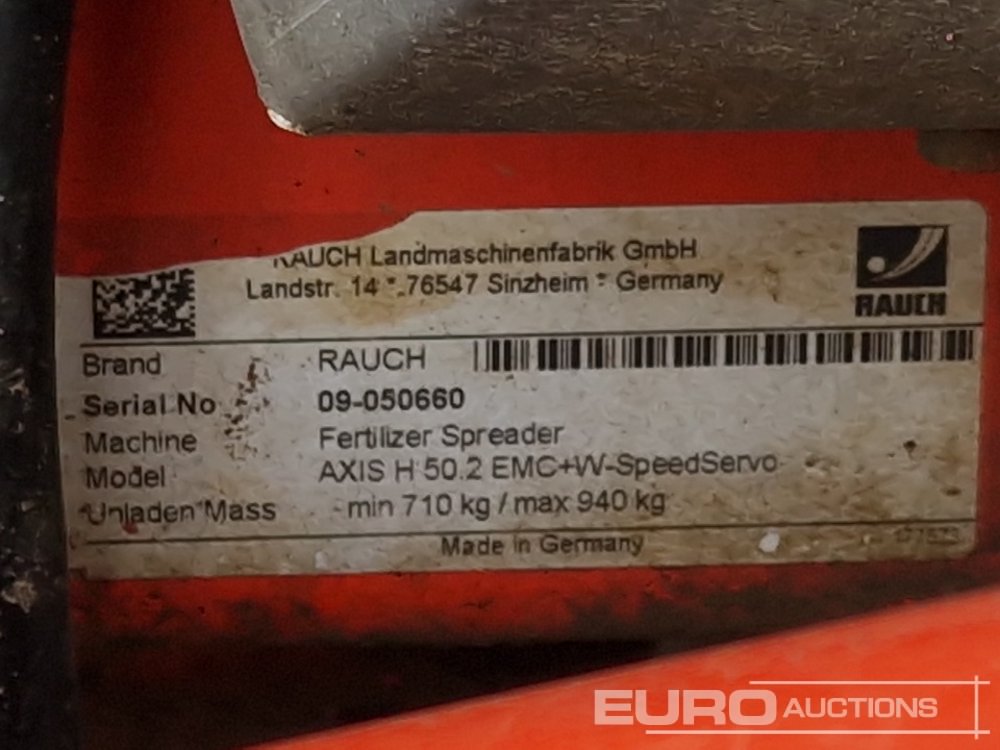 RAUCH Landmaschinenfabrik GmbH
Landstr. 14 · 76547 Sinzheim · Germany
RAUCH
Brand RAUCH
Serial No 09-050660
Machine Fertilizer Spreader
Model AXIS H 50.2 EMC+W-SpeedServo
Unladen Mass min 710 kg / max 940 kg
Made in Germany
EURO AUCTIONS